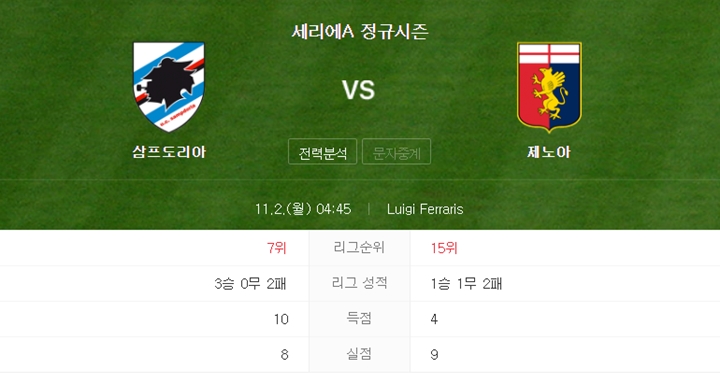 세리에A 정규시즌
VS
u.c. sampdoria
삼프도리아
전력분석
문자중계
제노아
11.2.(월) 04:45 | Luigi Ferraris
7위 리그순위 15위
3승 0무 2패 리그 성적 1승 1무 2패
10 득점 4
8 실점 9